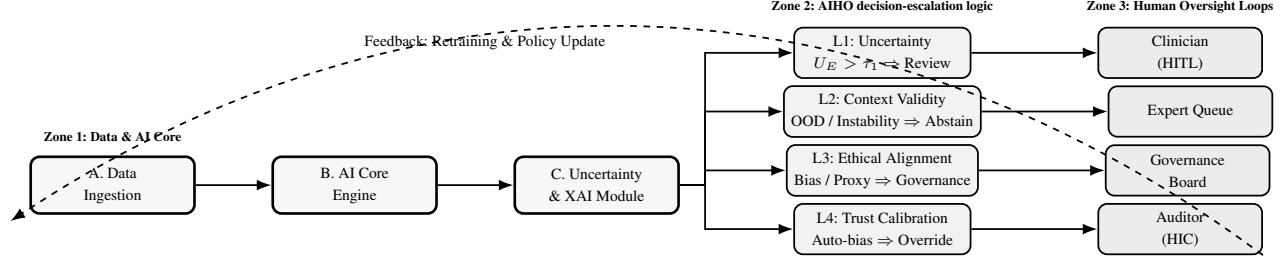 Zone 2: AIHO decision-escalation logic
Zone 3: Human Oversight Loops
Feedback: Retraining & Policy Update
L1: Uncertainty
U_E > τ_1 ⇒ Review
Clinician
(HITL)
L2: Context Validity
OOD / Instability ⇒ Abstain
Expert Queue
Zone 1: Data & AI Core
A. Data
Ingestion
B. AI Core
Engine
C. Uncertainty
& XAI Module
L3: Ethical Alignment
Bias / Proxy ⇒ Governance
Governance
Board
L4: Trust Calibration
Auto-bias ⇒ Override
Auditor
(HIC)